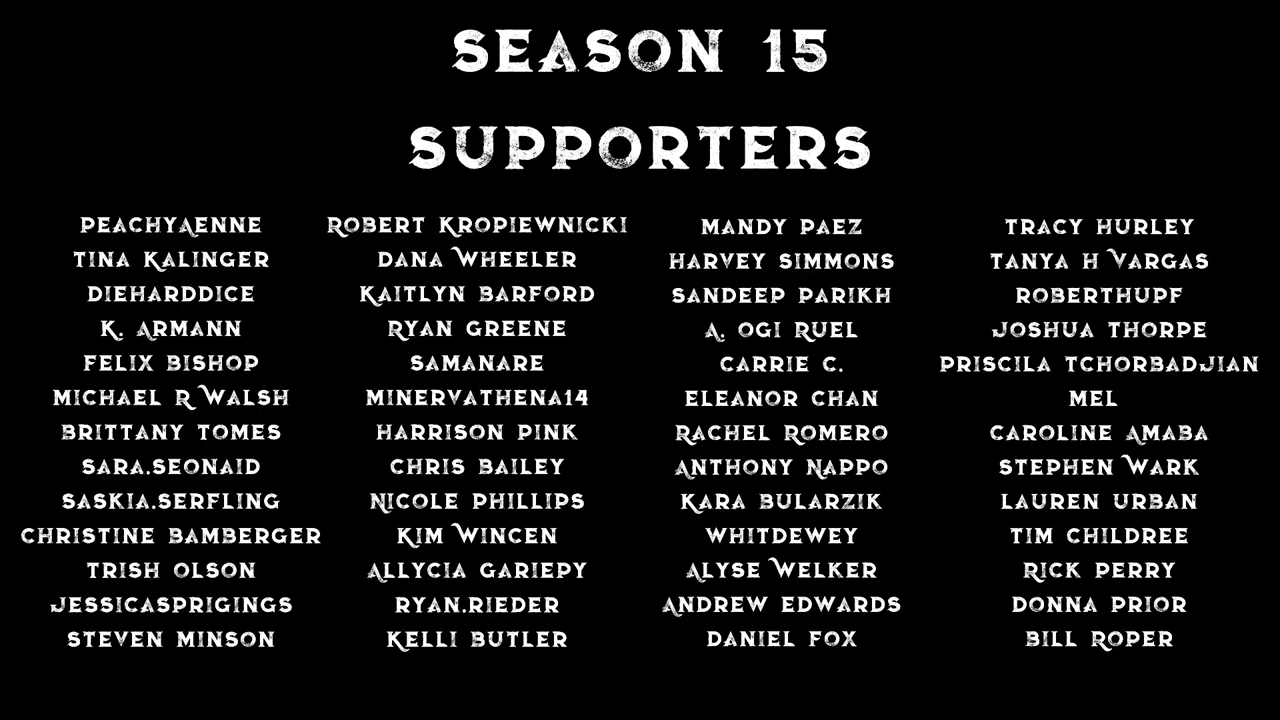 SEASON 15
SUPPORTERS
PEACHYAENNE
TINA KALINGER
DIEHARDDICE
K. ARMANN
FELIX BISHOP
MICHAEL R WALSH
BRITTANY TOMES
SARA.SEONAID
SASKIA.SERFLING
CHRISTINE BAMBERGER
TRISH OLSON
JESSICASPRIGINGS
STEVEN MINSON
ROBERT KROPIEWNICKI
DANA WHEELER
KAITLYN BARFORD
RYAN GREENE
SAMANARE
MINERVATHENA14
HARRISON PINK
CHRIS BAILEY
NICOLE PHILLIPS
KIM WINCEN
ALLYCIA GARIEPY
RYAN.RIEDER
KELLI BUTLER
MANDY PAEZ
HARVEY SIMMONS
SANDEEP PARIKH
A. OGI RUEL
CARRIE C.
ELEANOR CHAN
RACHEL ROMERO
ANTHONY NAPPO
KARA BULARZIK
WHITDEWEY
ALYSE WELKER
ANDREW EDWARDS
DANIEL FOX
TRACY HURLEY
TANYA H VARGAS
ROBERTHUPF
JOSHUA THORPE
PRISCILA TCHORBADJIAN
MEL
CAROLINE AMABA
STEPHEN WARK
LAUREN URBAN
TIM CHILDREE
RICK PERRY
DONNA PRIOR
BILL ROPER